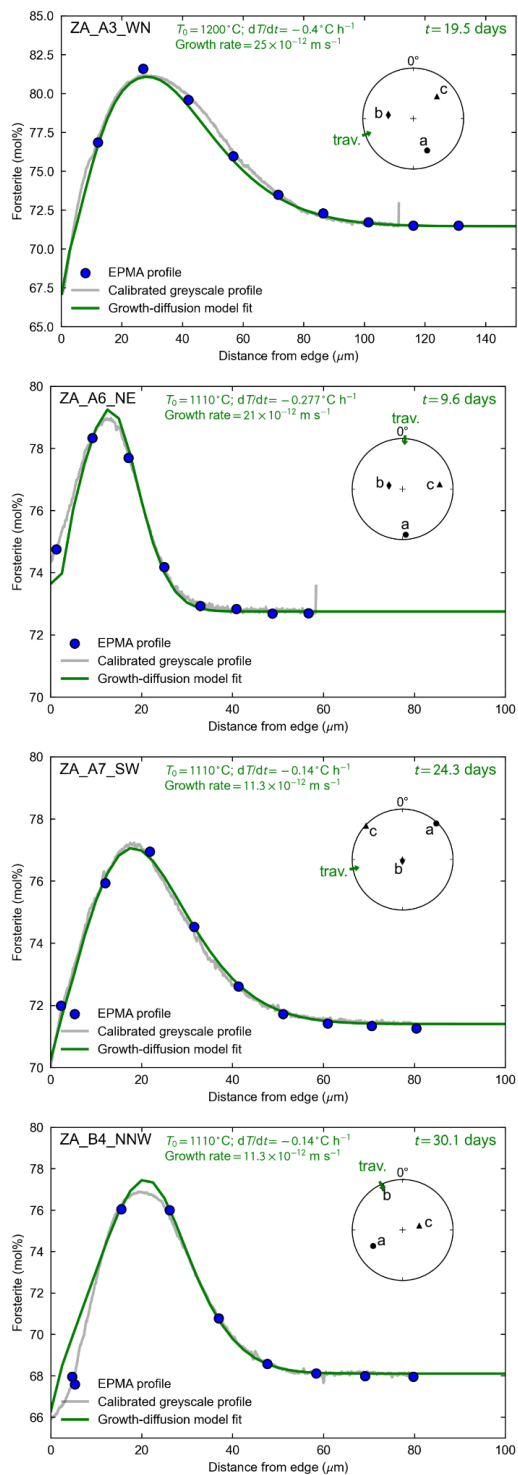 ZA_A3_WN
T₀ = 1200°C; dT/dt = −0.4°C h⁻¹
Growth rate = 25 × 10⁻¹² m s⁻¹
t = 19.5 days
0°
c
b
trav.
a
85.0
82.5
80.0
77.5
75.0
72.5
70.0
67.5
65.0
Forsterite (mol%)
EPMA profile
Calibrated greyscale profile
Growth-diffusion model fit
0 20 40 60 80 100 120 140
Distance from edge (μm)
ZA_A6_NE
T₀ = 1110°C; dT/dt = −0.277°C h⁻¹
Growth rate = 21 × 10⁻¹² m s⁻¹
t = 9.6 days
trav.
0°
b
c
a
80
78
76
74
72
70
Forsterite (mol%)
EPMA profile
Calibrated greyscale profile
Growth-diffusion model fit
0 20 40 60 80 100
Distance from edge (μm)
ZA_A7_SW
T₀ = 1110°C; dT/dt = −0.14°C h⁻¹
Growth rate = 11.3 × 10⁻¹² m s⁻¹
t = 24.3 days
0°
c
a
trav.
b
80
78
76
74
72
70
Forsterite (mol%)
EPMA profile
Calibrated greyscale profile
Growth-diffusion model fit
0 20 40 60 80 100
Distance from edge (μm)
ZA_B4_NNW
T₀ = 1110°C; dT/dt = −0.14°C h⁻¹
Growth rate = 11.3 × 10⁻¹² m s⁻¹
t = 30.1 days
0°
trav.
b
c
a
80
78
76
74
72
70
68
66
Forsterite (mol%)
EPMA profile
Calibrated greyscale profile
Growth-diffusion model fit
0 20 40 60 80 100
Distance from edge (μm)